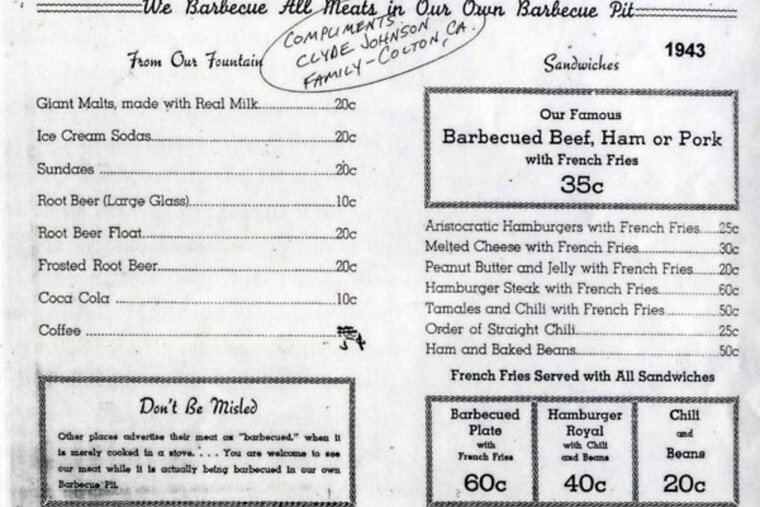 We Barbecue All Meats in Our Own Barbecue Pit
COMPLIMENTS
CLYDE JOHNSON
FAMILY-COLTON, CA.
From Our Fountain
Giant Malts, made with Real Milk 20c
Ice Cream Sodas 20c
Sundaes 20c
Root Beer (Large Glass) 10c
Root Beer Float 20c
Frosted Root Beer 20c
Coca Cola 10c
Coffee 5¢
Don't Be Misled
Other places advertise their meat as "barbecued," when it
is merely cooked in a stove. . . . You are welcome to see
our meat while it is actually being barbecued in our own
Barbecue Pit.
1943
Sandwiches
Our Famous
Barbecued Beef, Ham or Pork
with French Fries
35c
Aristocratic Hamburgers with French Fries 25c
Melted Cheese with French Fries 30c
Peanut Butter and Jelly with French Fries 20c
Hamburger Steak with French Fries 60c
Tamales and Chili with French Fries 50c
Order of Straight Chili 25c
Ham and Baked Beans 50c
French Fries Served with All Sandwiches
Barbecued
Plate
with
French Fries
60c
Hamburger
Royal
with Chili
and Beans
40c
Chili
and
Beans
20c